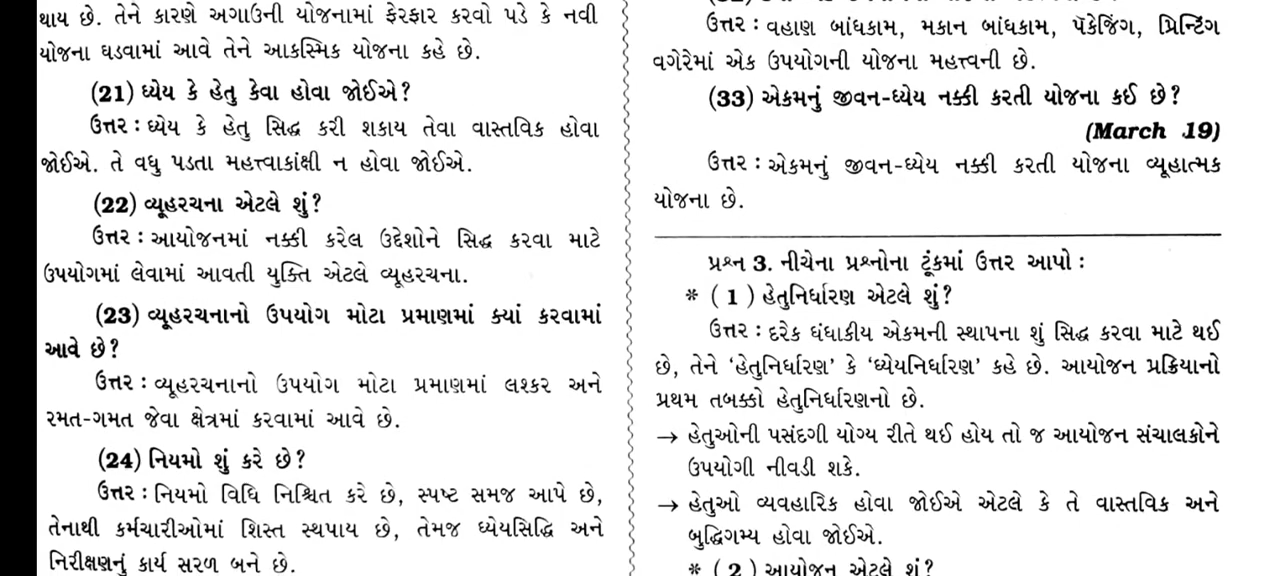 થાય છે. તેને કારણે અગાઉની યોજનામાં ફેરફાર કરવો પડે કે નવી
યોજના ઘડવામાં આવે તેને આકસ્મિક યોજના કહે છે.
(21) ધ્યેય કે હેતુ કેવા હોવા જોઈએ?
ઉત્તર : ધ્યેય કે હેતુ સિદ્ધ કરી શકાય તેવા વાસ્તવિક હોવા
જોઈએ. તે વધુ પડતા મહત્ત્વાકાંક્ષી ન હોવા જોઈએ.
(22) વ્યૂહરચના એટલે શું?
ઉત્તર : આયોજનમાં નક્કી કરેલ ઉદ્દેશોને સિદ્ધ કરવા માટે
ઉપયોગમાં લેવામાં આવતી યુક્તિ એટલે વ્યૂહરચના.
(23) વ્યૂહરચનાનો ઉપયોગ મોટા પ્રમાણમાં ક્યાં કરવામાં
આવે છે?
ઉત્તર : વ્યૂહરચનાનો ઉપયોગ મોટા પ્રમાણમાં લશ્કર અને
રમત-ગમત જેવા ક્ષેત્રમાં કરવામાં આવે છે.
(24) નિયમો શું કરે છે?
ઉત્તર : નિયમો વિધિ નિશ્ચિત કરે છે, સ્પષ્ટ સમજ આપે છે,
તેનાથી કર્મચારીઓમાં શિસ્ત સ્થપાય છે, તેમજ ધ્યેયસિદ્ધિ અને
નિરીક્ષણનું કાર્ય સરળ બને છે.
ઉત્તર : વહાણ બાંધકામ, મકાન બાંધકામ, પૅકેજિંગ, પ્રિન્ટિંગ
વગેરેમાં એક ઉપયોગની યોજના મહત્ત્વની છે.
(33) એકમનું જીવન-ધ્યેય નક્કી કરતી યોજના કઈ છે?
(March 19)
ઉત્તર : એકમનું જીવન-ધ્યેય નક્કી કરતી યોજના વ્યૂહાત્મક
યોજના છે.
પ્રશ્ન 3. નીચેના પ્રશ્નોના ટૂંકમાં ઉત્તર આપો :
* ( 1 ) હેતુનિર્ધારણ એટલે શું?
ઉત્તર : દરેક ધંધાકીય એકમની સ્થાપના શું સિદ્ધ કરવા માટે થઈ
છે, તેને ‘હેતુનિર્ધારણ’ કે ‘ધ્યેયનિર્ધારણ’ કહે છે. આયોજન પ્રક્રિયાનો
પ્રથમ તબક્કો હેતુનિર્ધારણનો છે.
→ હેતુઓની પસંદગી યોગ્ય રીતે થઈ હોય તો જ આયોજન સંચાલકોને
ઉપયોગી નીવડી શકે.
→ હેતુઓ વ્યવહારિક હોવા જોઈએ એટલે કે તે વાસ્તવિક અને
બુદ્ધિગમ્ય હોવા જોઈએ.
* ( 2 ) આયોજન એટલે શું?